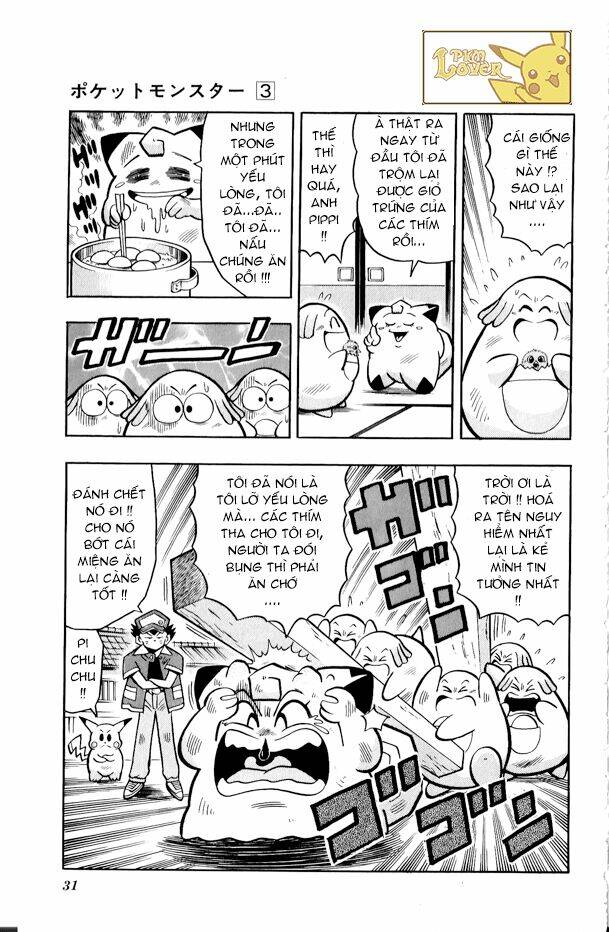 PKM
LOVER
ポケットモンスター 3
CÁI GIỐNG
GÌ THẾ
NÀY !?
SAO LẠI
NHƯ VẬY
....
À THẬT RA
NGAY TỪ
ĐẦU TÔI ĐÃ
TRỘM LẠI
ĐƯỢC GIỎ
TRỨNG CỦA
CÁC THÍM
RỒI...
THẾ
THÌ HAY
QUÁ,
ANH
PIPPI
!!
NHƯNG
TRONG
MỘT PHÚT
YẾU
LÒNG, TÔI
ĐÃ...ĐÃ..
TÔI ĐÃ...
NẤU
CHÚNG ĂN
RỒI !!!
ザーン
TRỜI ƠI LÀ
TRỜI !! HOÁ
RA TÊN NGUY
HIỂM NHẤT
LẠI LÀ KẺ
MÌNH TIN
TƯỞNG NHẤT
!!
TÔI ĐÃ NÓI LÀ
TÔI LỠ YẾU LÒNG
MÀ... CÁC THÍM
THA CHO TÔI ĐI,
NGƯỜI TA ĐÓI
BỤNG THÌ PHẢI
ĂN CHỚ
....
ĐÁNH CHẾT
NÓ ĐI !!
CHO NÓ
BỚT CÁI
MIỆNG ĂN
LẠI CÀNG
TỐT !!
PI
CHU
CHU
!!
ズゴーン
ゴゴゴーン
31